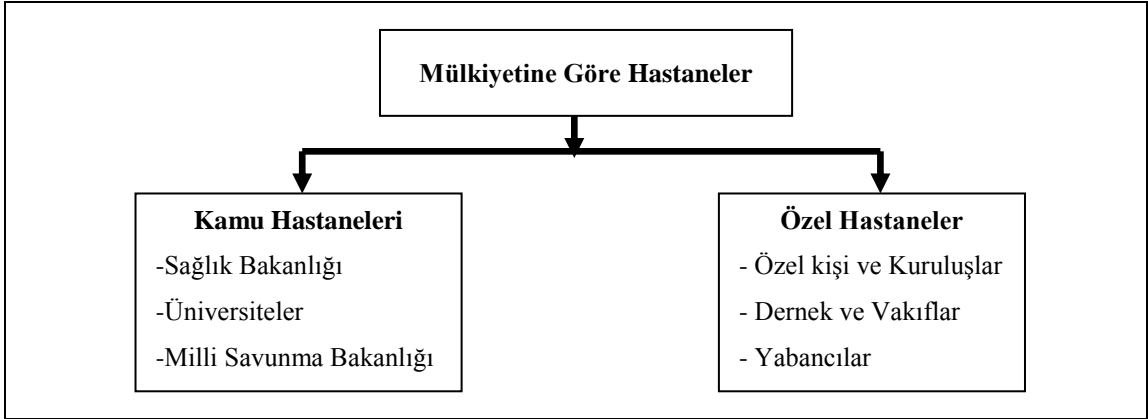 Mülkiyetine Göre Hastaneler
Kamu Hastaneleri
-Sağlık Bakanlığı
-Üniversiteler
-Milli Savunma Bakanlığı
Özel Hastaneler
- Özel kişi ve Kuruluşlar
- Dernek ve Vakıflar
- Yabancılar